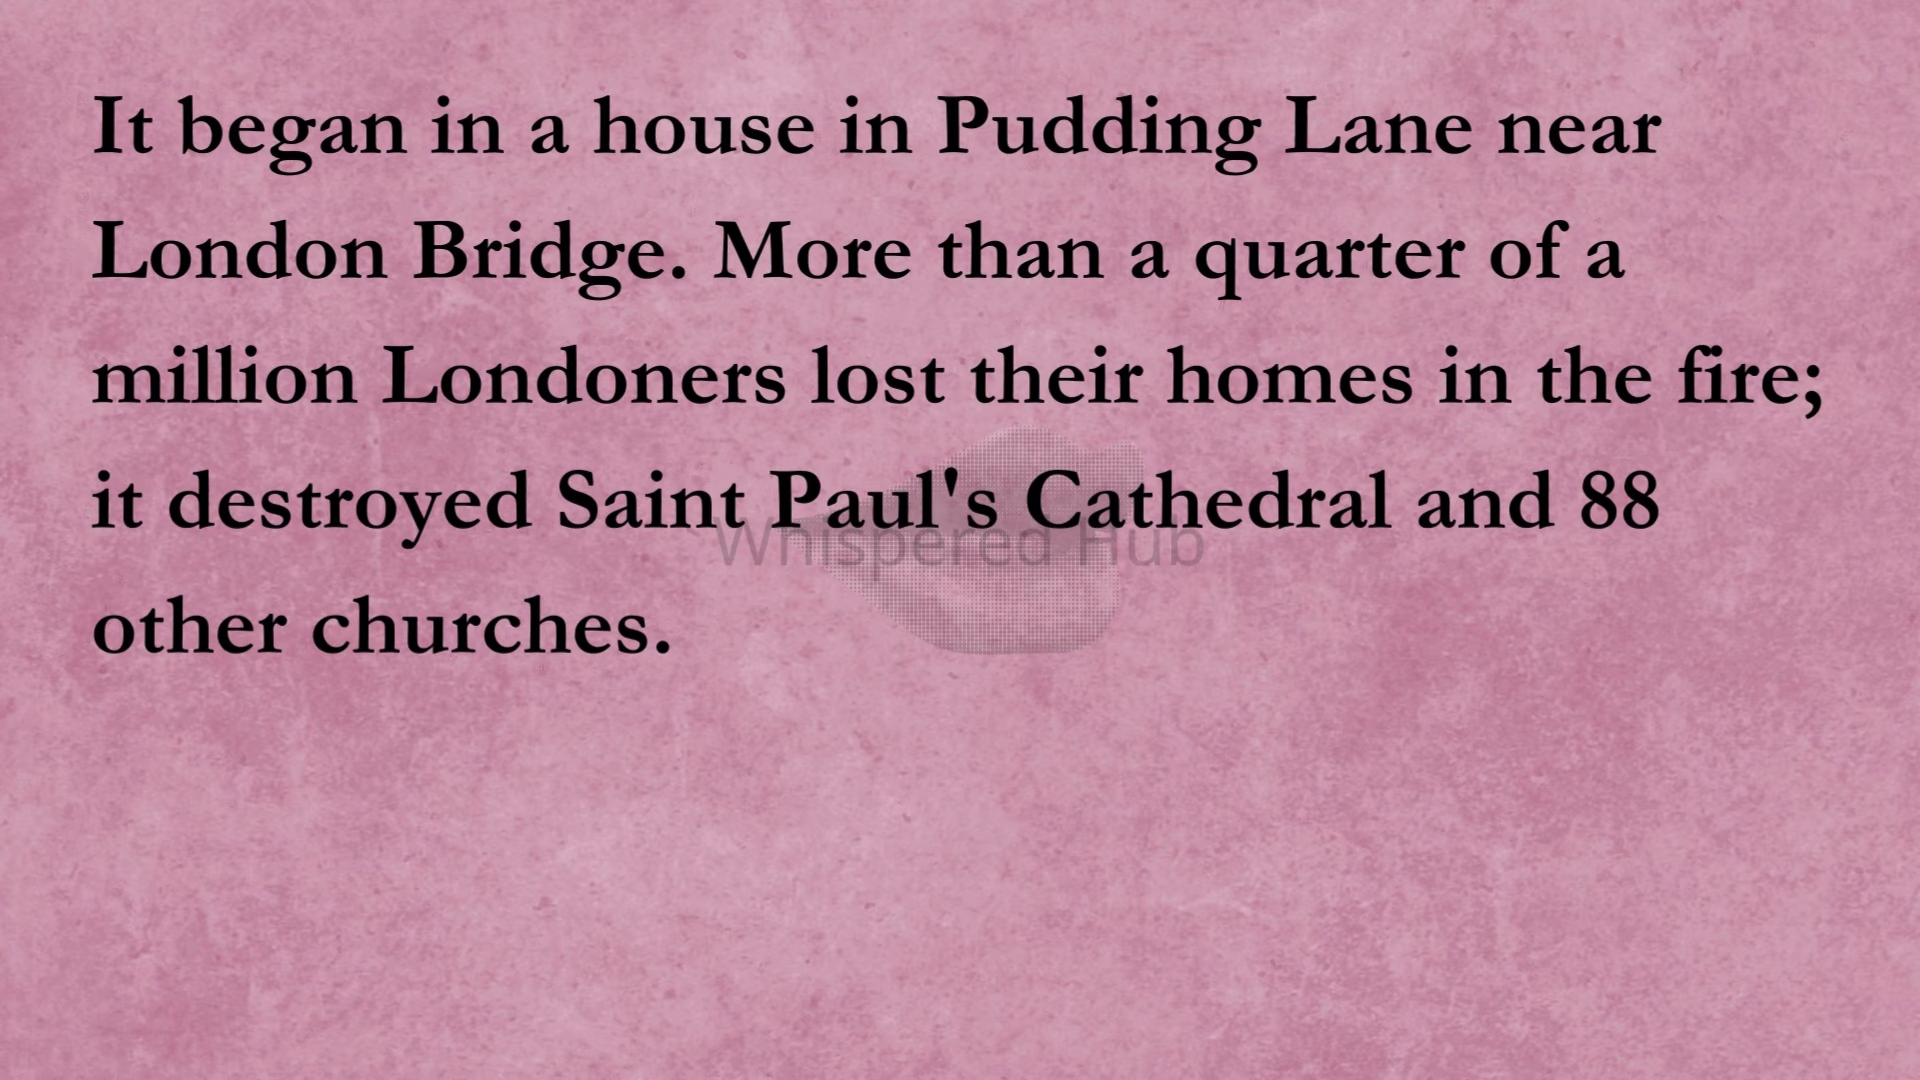 It began in a house in Pudding Lane near
London Bridge. More than a quarter of a
million Londoners lost their homes in the fire;
it destroyed Saint Paul's Cathedral and 88
Whispered Hub
other churches.